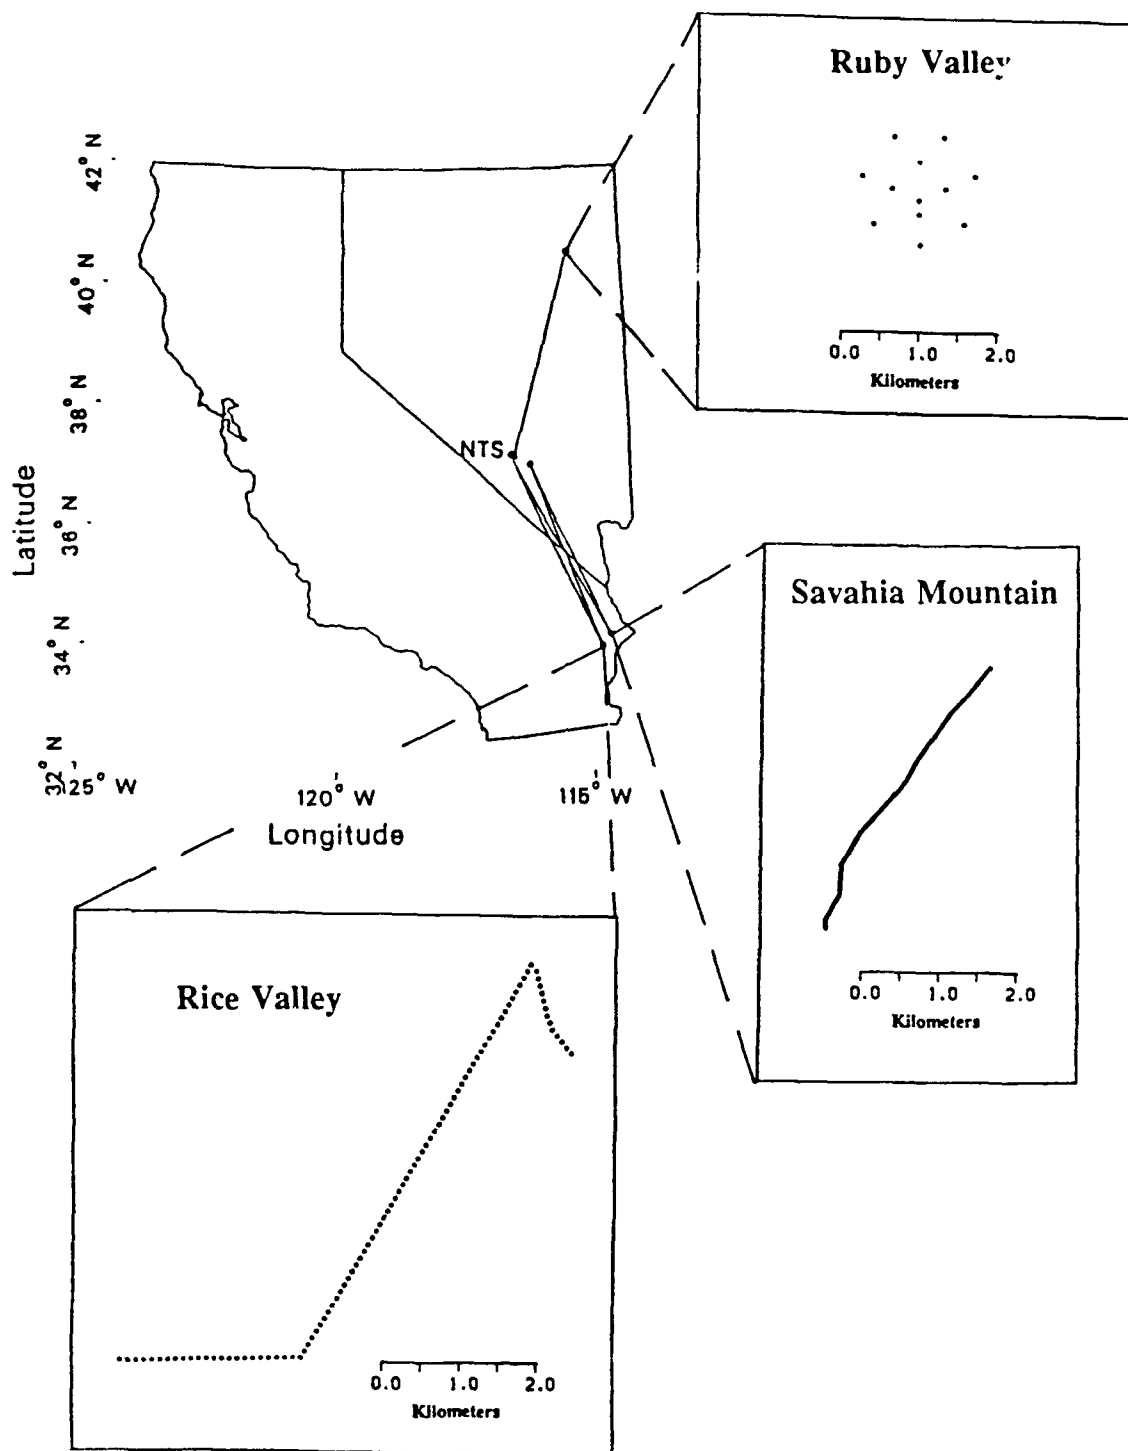 Ruby Valley
0.0 1.0 2.0
Kilometers
42° N
40° N
38° N
36° N
34° N
32° N
Latitude
NTS
125° W
120° W
115° W
Longitude
Savahia Mountain
0.0 1.0 2.0
Kilometers
Rice Valley
0.0 1.0 2.0
Kilometers